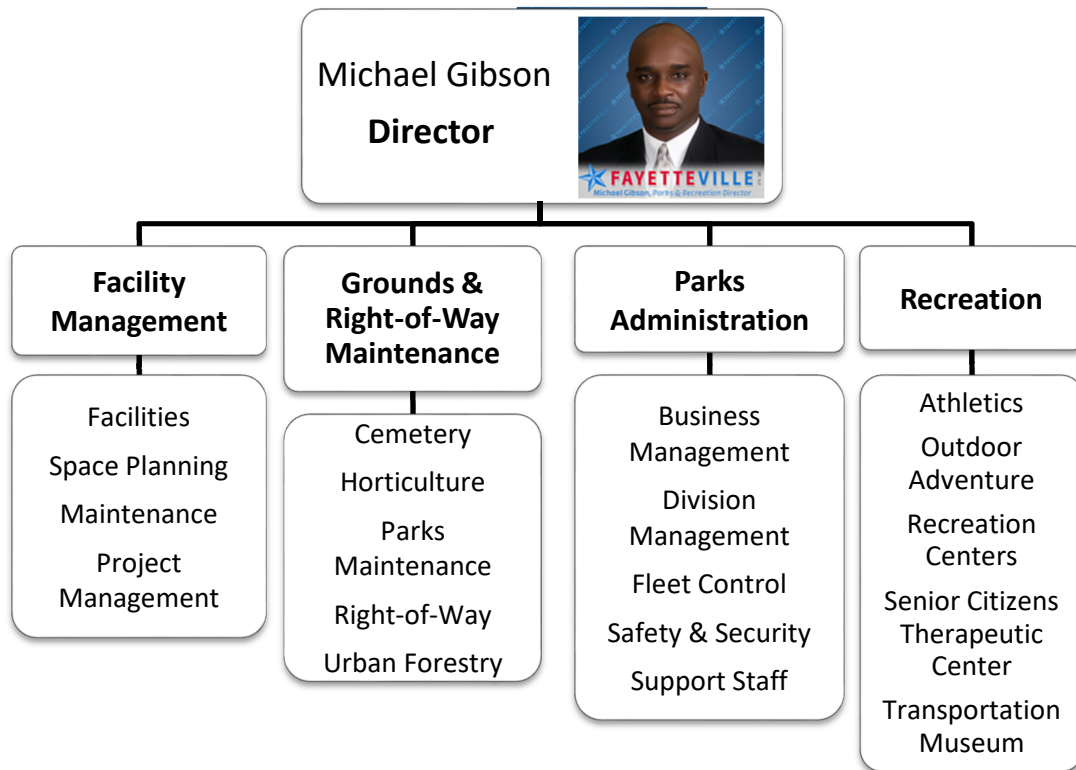 Michael Gibson
Director
FAYETTEVILLE
Michael Gibson, Parks & Recreation Director
Facility
Management
Facilities
Space Planning
Maintenance
Project
Management
Grounds &
Right-of-Way
Maintenance
Cemetery
Horticulture
Parks
Maintenance
Right-of-Way
Urban Forestry
Parks
Administration
Business
Management
Division
Management
Fleet Control
Safety & Security
Support Staff
Recreation
Athletics
Outdoor
Adventure
Recreation
Centers
Senior Citizens
Therapeutic
Center
Transportation
Museum